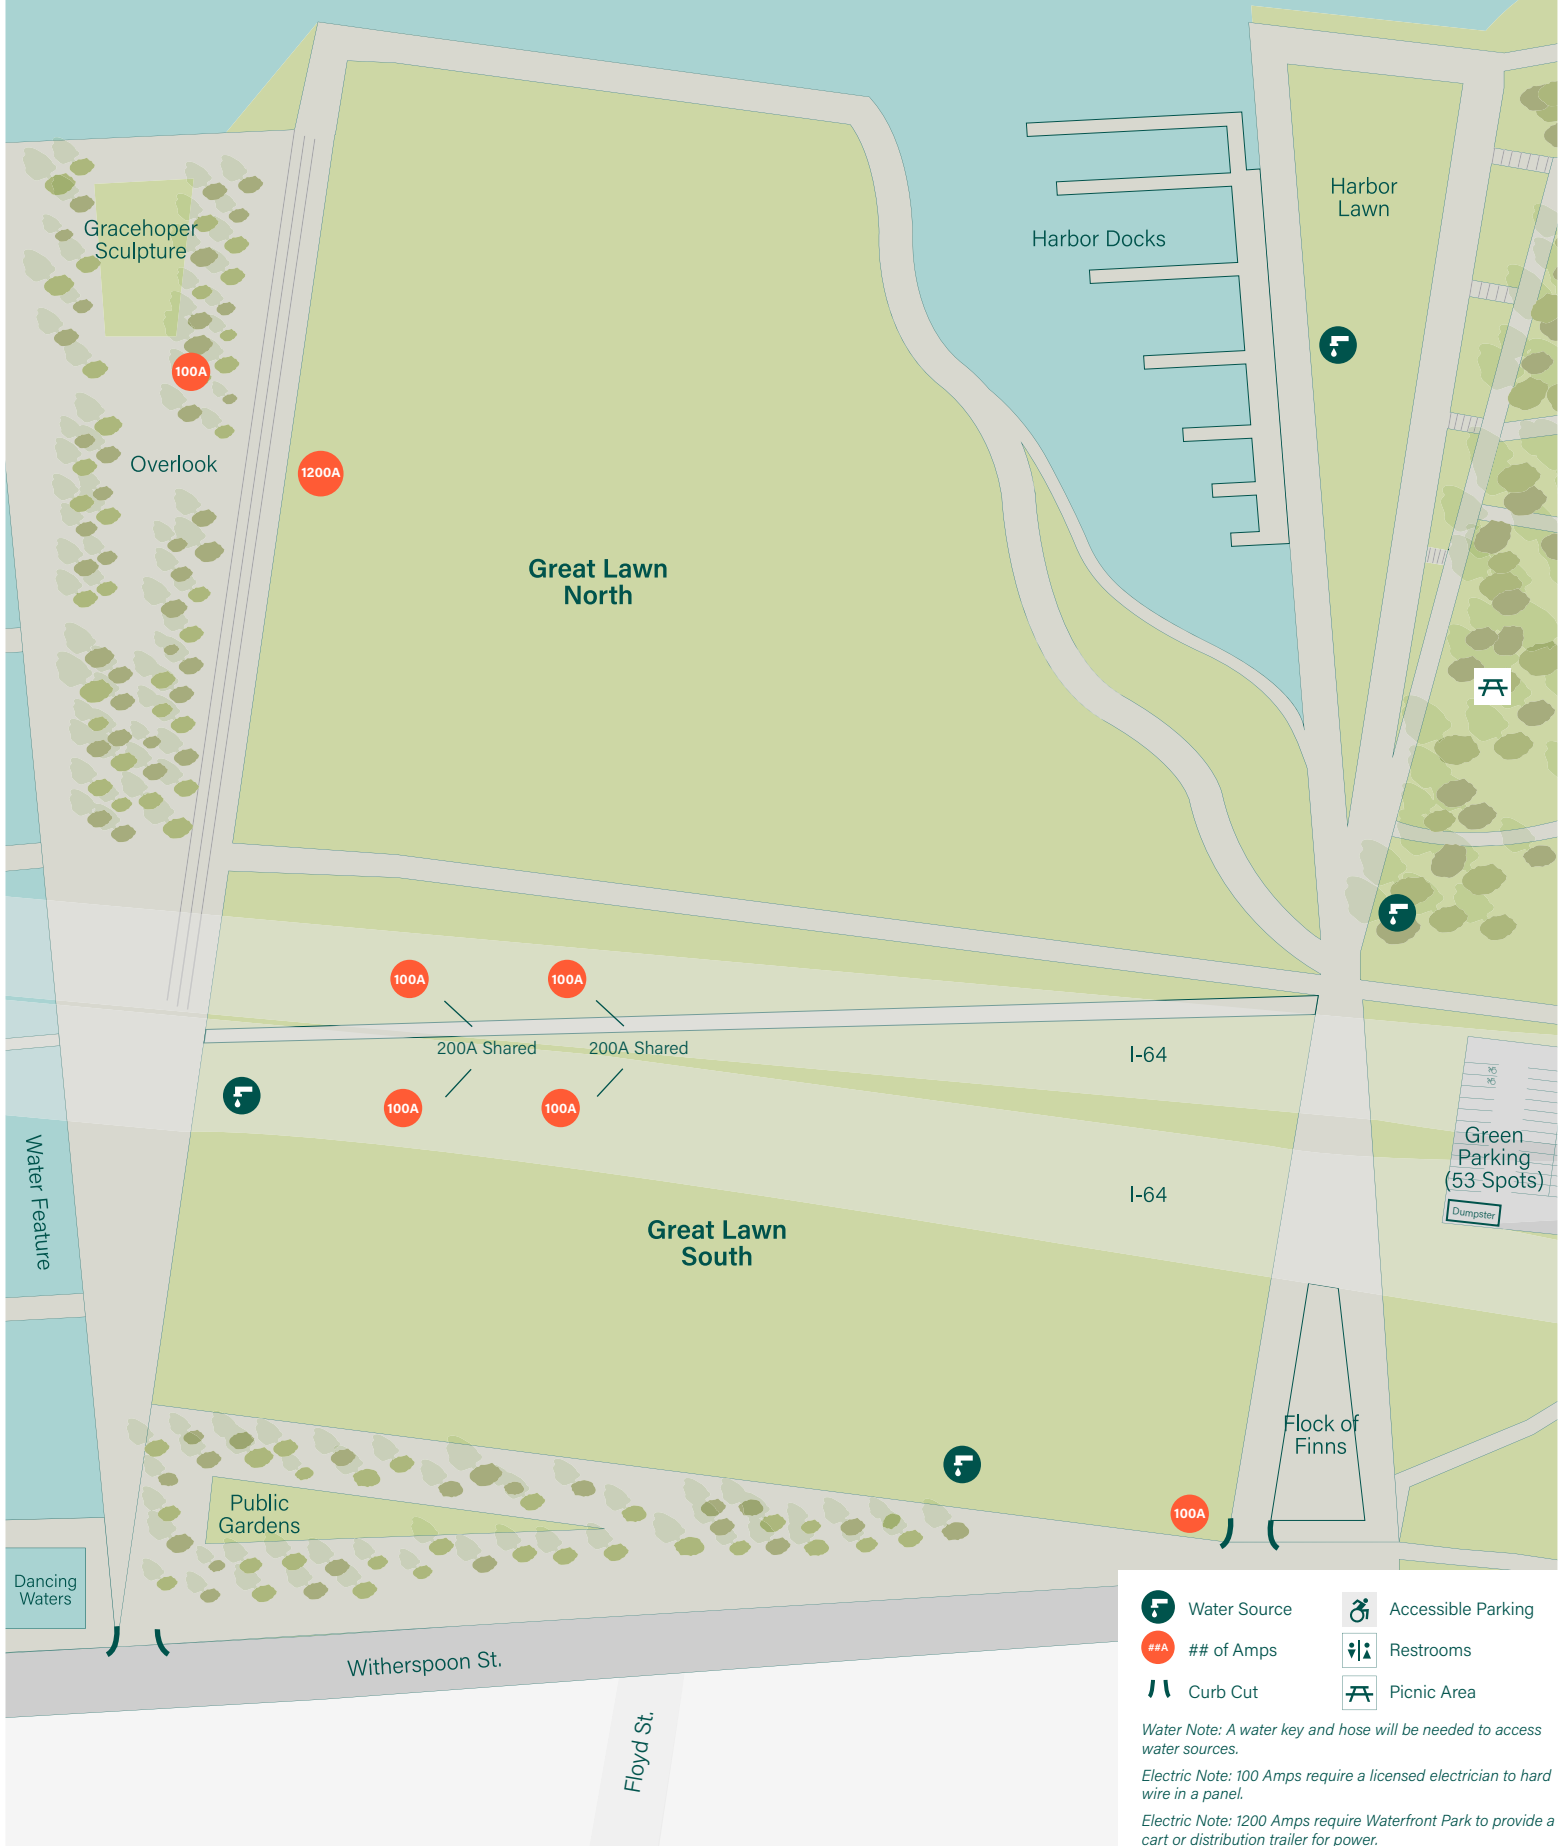 Harbor
Lawn
Gracehoper
Sculpture
Harbor Docks
100A
Overlook
1200A
Great Lawn
North
100A
100A
200A Shared
200A Shared
I-64
100A
100A
Water Feature
Green
Parking
(53 Spots)
I-64
Dumpster
Great Lawn
South
Flock of
Finns
Public
Gardens
100A
Dancing
Waters
Witherspoon St.
Floyd St.
Water Source
Accessible Parking
##A
## of Amps
Restrooms
Curb Cut
Picnic Area
Water Note: A water key and hose will be needed to access
water sources.
Electric Note: 100 Amps require a licensed electrician to hard
wire in a panel.
Electric Note: 1200 Amps require Waterfront Park to provide a
cart or distribution trailer for power.